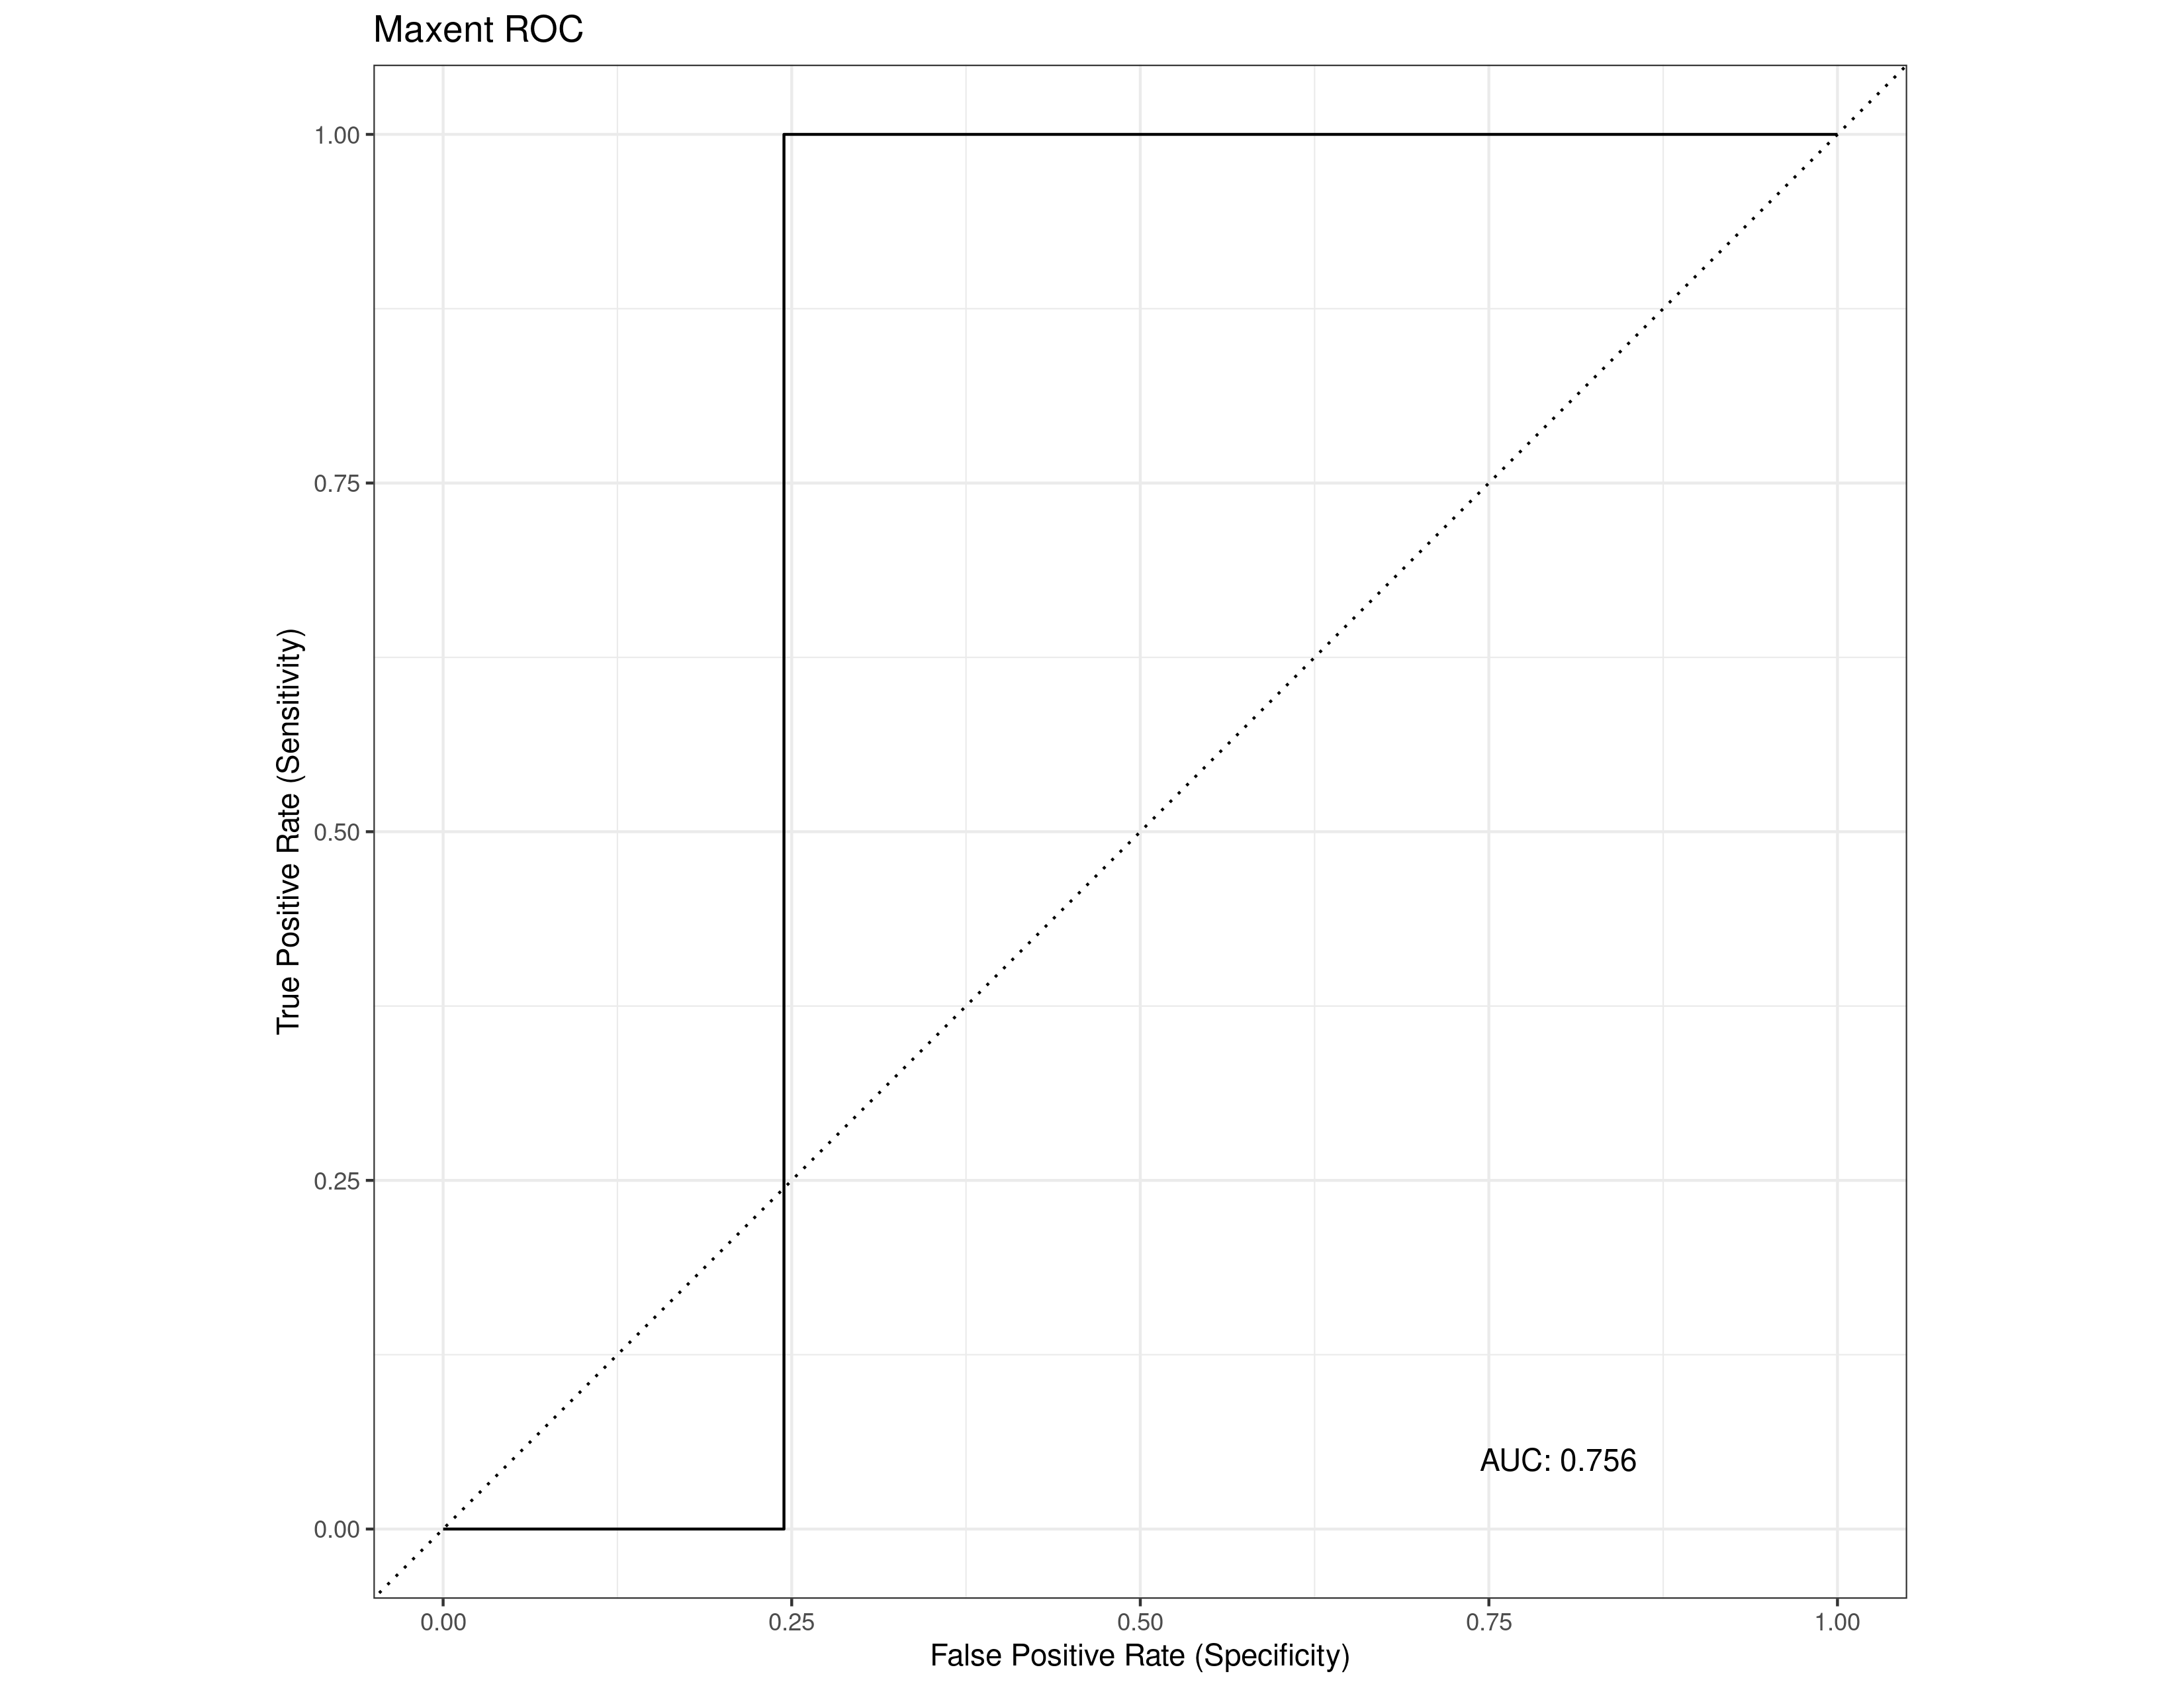 Maxent ROC
1.00
0.75
0.50
0.25
0.00
True Positive Rate (Sensitivity)
AUC: 0.756
0.00 0.25 0.50 0.75 1.00
False Positive Rate (Specificity)